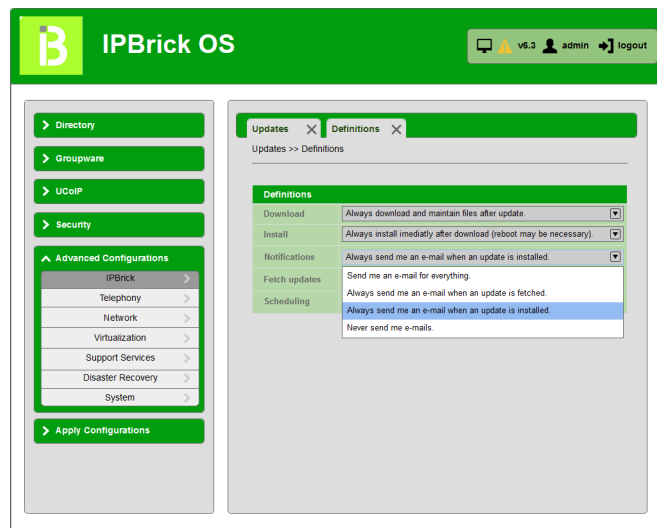 IPBrick OS
v6.3 admin logout
Directory
Groupware
UCoIP
Security
Advanced Configurations
IPBrick
Telephony
Network
Virtualization
Support Services
Disaster Recovery
System
Apply Configurations
Updates Definitions
Updates >> Definitions
Definitions
Download Always download and maintain files after update.
Install Always install imediatly after download (reboot may be necessary).
Notifications Always send me an e-mail when an update is installed.
Send me an e-mail for everything.
Always send me an e-mail when an update is fetched.
Always send me an e-mail when an update is installed.
Never send me e-mails.
Fetch updates
Scheduling